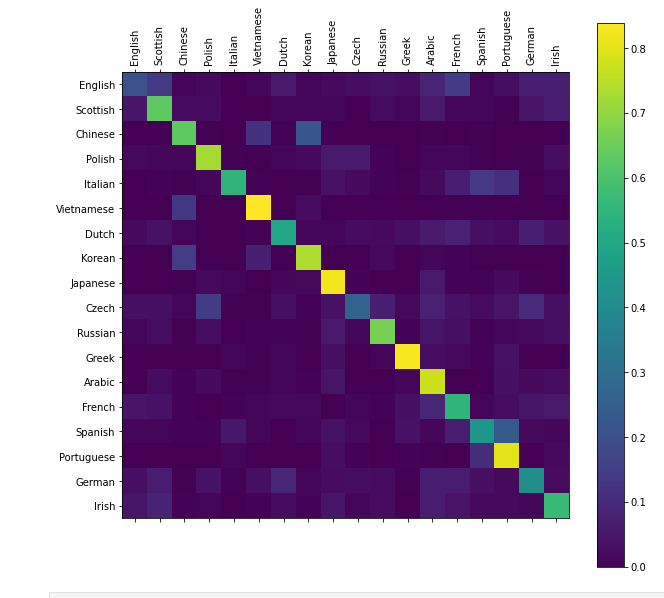 English
Scottish
Chinese
Polish
Italian
Vietnamese
Dutch
Korean
Japanese
Czech
Russian
Greek
Arabic
French
Spanish
Portuguese
German
Irish
English
Scottish
Chinese
Polish
Italian
Vietnamese
Dutch
Korean
Japanese
Czech
Russian
Greek
Arabic
French
Spanish
Portuguese
German
Irish
0.8
0.7
0.6
0.5
0.4
0.3
0.2
0.1
0.0